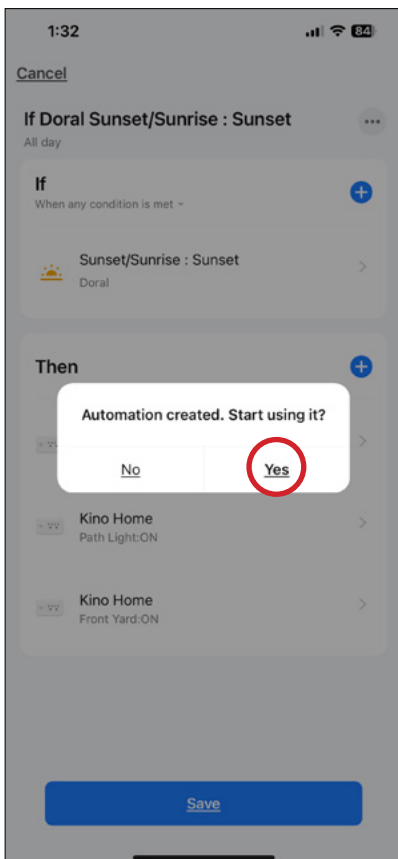 1:32
84
Cancel
If Doral Sunset/Sunrise : Sunset
All day
If
When any condition is met
Sunset/Sunrise : Sunset
Doral
Then
Automation created. Start using it?
No
Yes
Kino Home
Path Light:ON
Kino Home
Front Yard:ON
Save